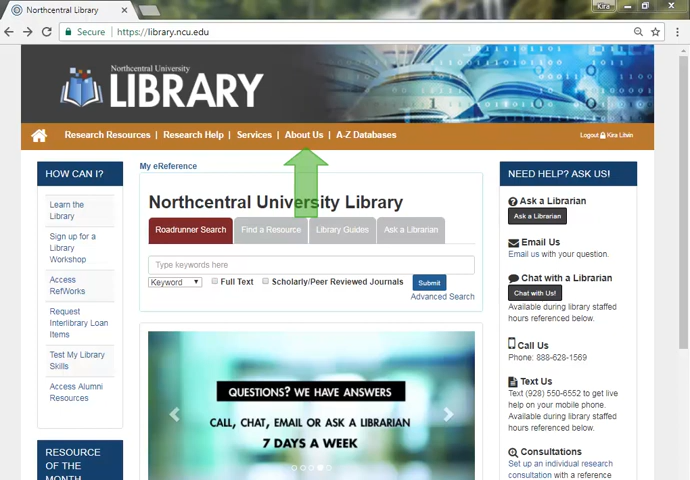 Northcentral Library
Kira
Secure
https://library.ncu.edu
Northcentral University
LIBRARY
Research Resources | Research Help | Services | About Us | A-Z Databases
Logout Kira Litvin
HOW CAN I?
Learn the
Library
Sign up for a
Library
Workshop
Access
RefWorks
Request
Interlibrary Loan
Items
Test My Library
Skills
Access Alumni
Resources
RESOURCE
OF THE
MONTH
My eReference
Northcentral University Library
Roadrunner Search
Find a Resource
Library Guides
Ask a Librarian
Type keywords here
Keyword
Full Text
Scholarly/Peer Reviewed Journals
Submit
Advanced Search
QUESTIONS? WE HAVE ANSWERS
CALL, CHAT, EMAIL OR ASK A LIBRARIAN
7 DAYS A WEEK
NEED HELP? ASK US!
Ask a Librarian
Ask a Librarian
Email Us
Email us with your question.
Chat with a Librarian
Chat with Us!
Available during library staffed
hours referenced below.
Call Us
Phone: 888-628-1569
Text Us
Text (928) 550-6552 to get live
help on your mobile phone.
Available during library staffed
hours referenced below.
Consultations
Set up an individual research
consultation with a reference